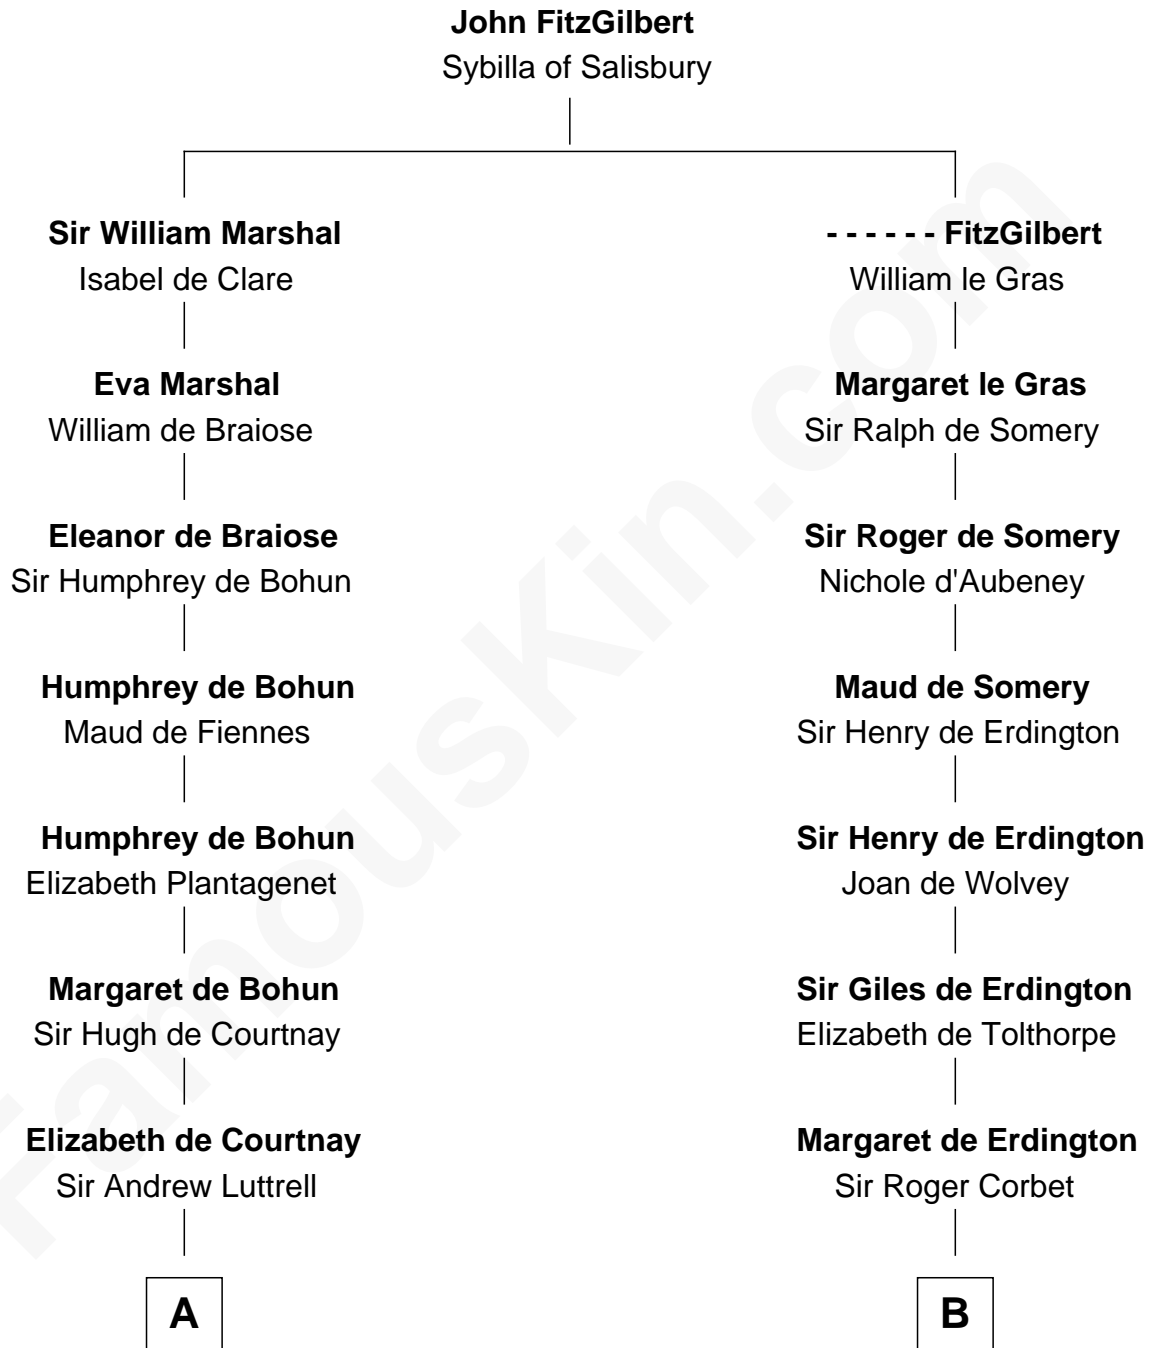 John FitzGilbert
Sybilla of Salisbury
Sir William Marshal
Isabel de Clare
- - - - - - FitzGilbert
William le Gras
Eva Marshal
William de Braiose
Margaret le Gras
Sir Ralph de Somery
Eleanor de Braiose
Sir Humphrey de Bohun
Sir Roger de Somery
Nichole d'Aubeney
Humphrey de Bohun
Maud de Fiennes
Maud de Somery
Sir Henry de Erdington
Humphrey de Bohun
Elizabeth Plantagenet
Sir Henry de Erdington
Joan de Wolvey
Margaret de Bohun
Sir Hugh de Courtnay
Sir Giles de Erdington
Elizabeth de Tolthorpe
Elizabeth de Courtnay
Sir Andrew Luttrell
Margaret de Erdington
Sir Roger Corbet
A
B
FamousKin.com